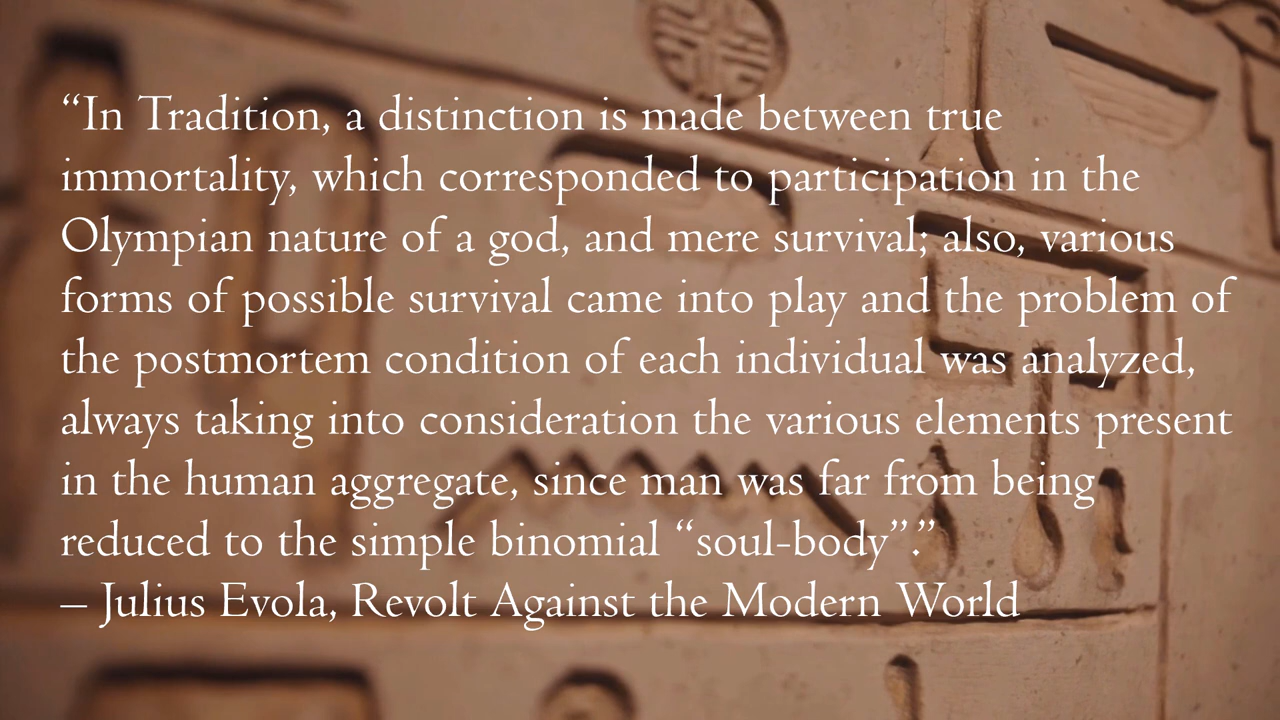 “In Tradition, a distinction is made between true
immortality, which corresponded to participation in the
Olympian nature of a god, and mere survival; also, various
forms of possible survival came into play and the problem of
the postmortem condition of each individual was analyzed,
always taking into consideration the various elements present
in the human aggregate, since man was far from being
reduced to the simple binomial “soul-body”.”
– Julius Evola, Revolt Against the Modern World